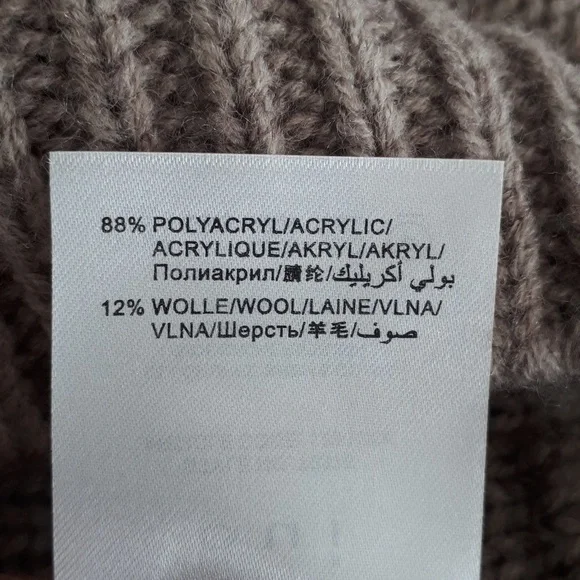 88% POLYACRYL/ACRYLIC/
ACRYLIQUE/AKRYL/AKRYL/
Полиакрил/腈纶/بولي أكريليك/
12% WOLLE/WOOL/LAINE/VLNA/
VLNA/Шерсть/羊毛/صوف/